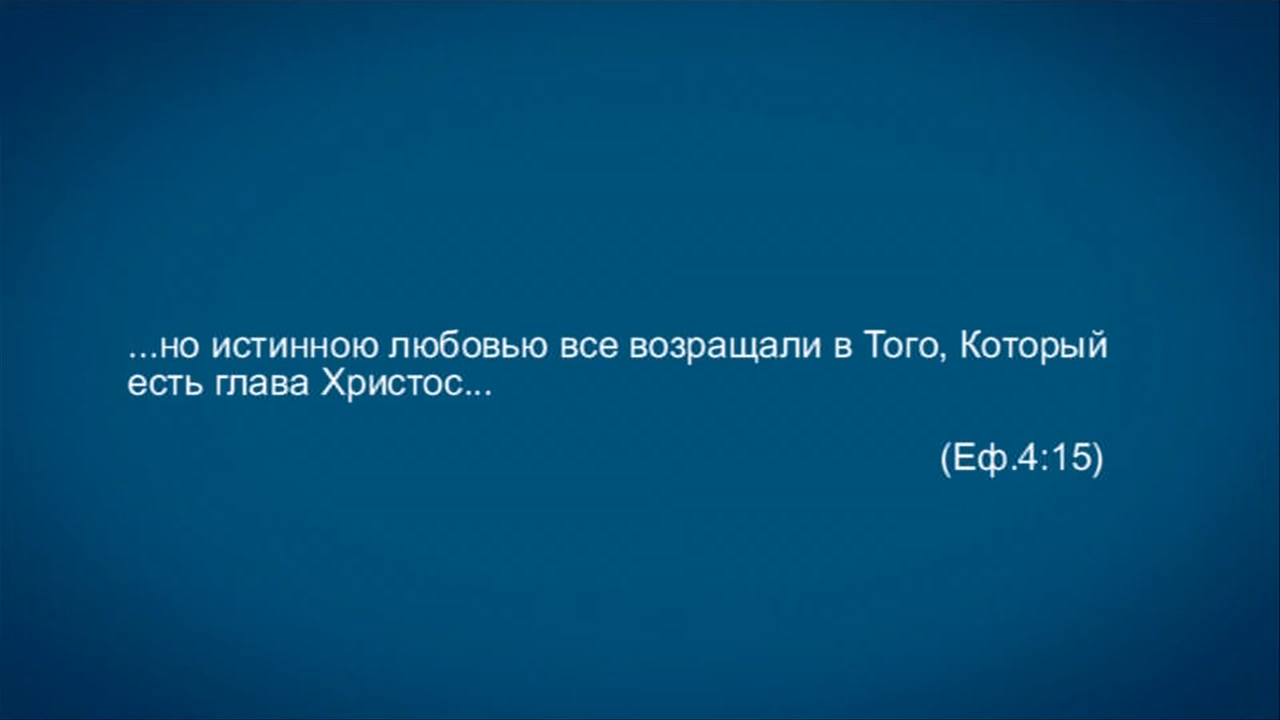 ...но истинною любовью все возращали в Того, Который
есть глава Христос...
(Еф.4:15)